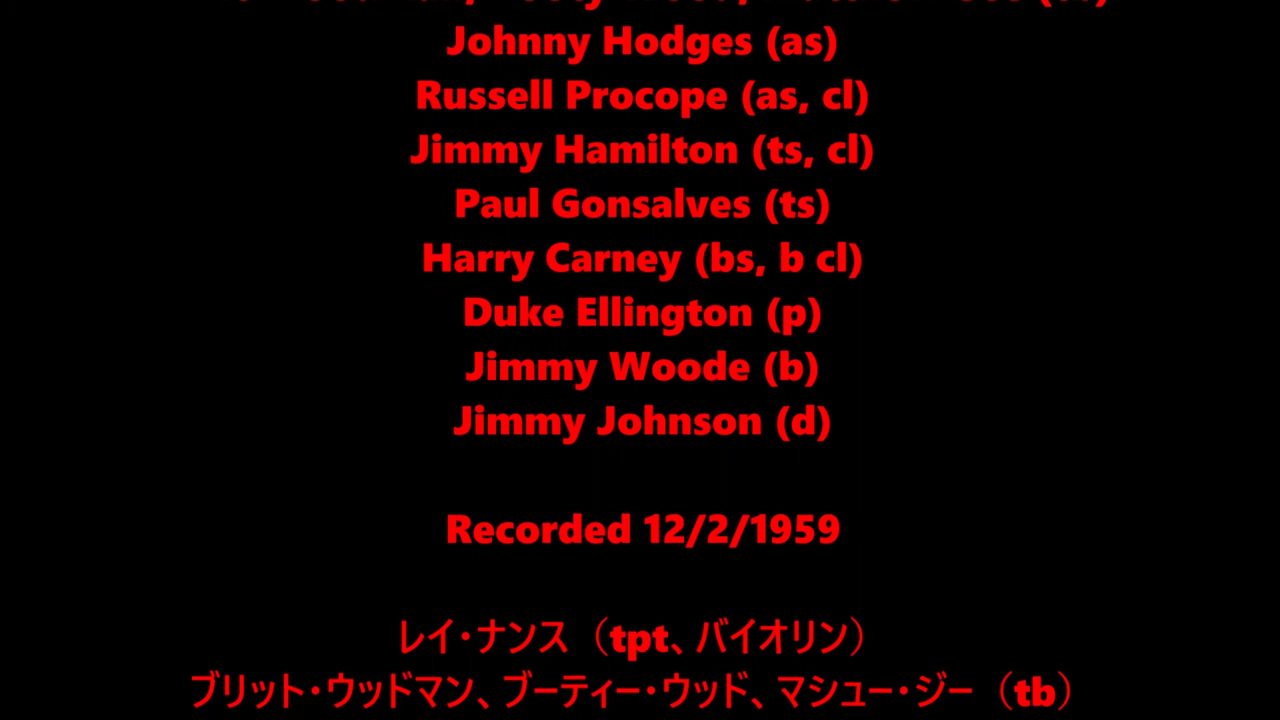 Johnny Hodges (as)
Russell Procope (as, cl)
Jimmy Hamilton (ts, cl)
Paul Gonsalves (ts)
Harry Carney (bs, b cl)
Duke Ellington (p)
Jimmy Woode (b)
Jimmy Johnson (d)
Recorded 12/2/1959
レイ・ナンス（tpt、バイオリン）
ブリット・ウッドマン、ブーティー・ウッド、マシュー・ジー（tb）